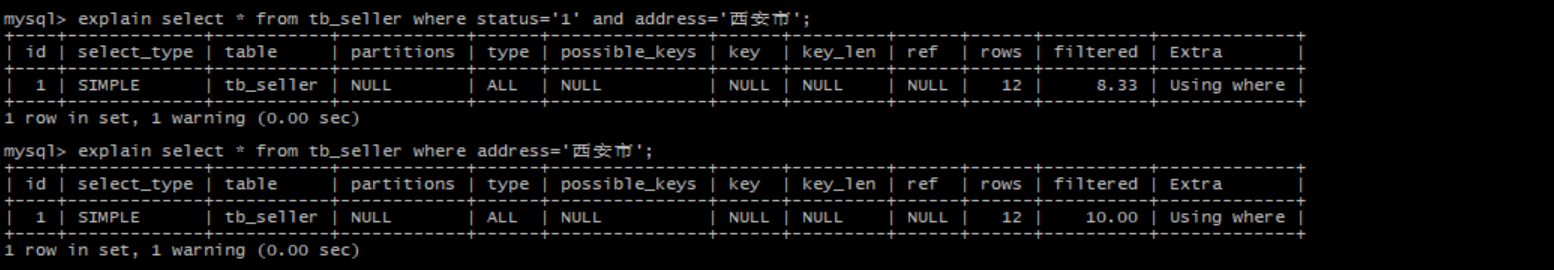 mysql> explain select * from tb_seller where status='1' and address='西安市';
+----+-------------+-----------+------------+------+---------------+------+---------+------+------+----------+-------------+
| id | select_type | table     | partitions | type | possible_keys | key  | key_len | ref  | rows | filtered | Extra       |
+----+-------------+-----------+------------+------+---------------+------+---------+------+------+----------+-------------+
|  1 | SIMPLE      | tb_seller | NULL       | ALL  | NULL          | NULL | NULL    | NULL |   12 |     8.33 | Using where |
+----+-------------+-----------+------------+------+---------------+------+---------+------+------+----------+-------------+
1 row in set, 1 warning (0.00 sec)
mysql> explain select * from tb_seller where address='西安市';
+----+-------------+-----------+------------+------+---------------+------+---------+------+------+----------+-------------+
| id | select_type | table     | partitions | type | possible_keys | key  | key_len | ref  | rows | filtered | Extra       |
+----+-------------+-----------+------------+------+---------------+------+---------+------+------+----------+-------------+
|  1 | SIMPLE      | tb_seller | NULL       | ALL  | NULL          | NULL | NULL    | NULL |   12 |    10.00 | Using where |
+----+-------------+-----------+------------+------+---------------+------+---------+------+------+----------+-------------+
1 row in set, 1 warning (0.00 sec)